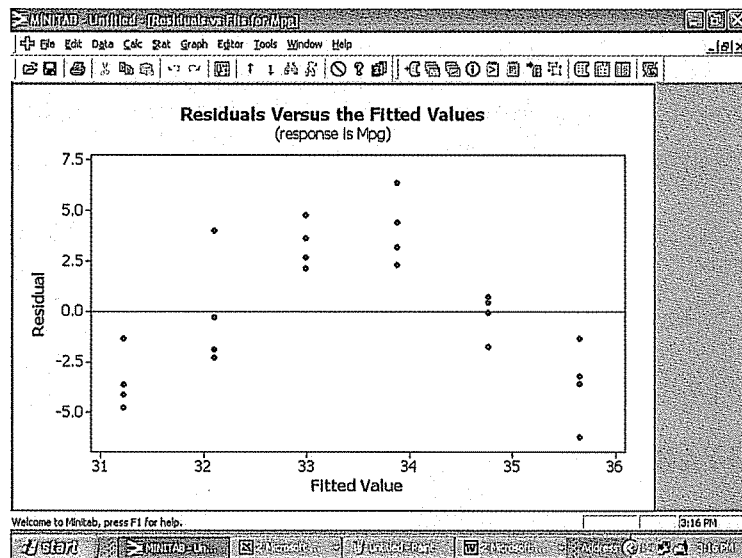 MINITAB - Untitled - [Residuals vs Fits for Mpg]
File Edit Data Calc Stat Graph Editor Tools Window Help
Residuals Versus the Fitted Values
(response is Mpg)
7.5
5.0
2.5
0.0
-2.5
-5.0
Residual
31 32 33 34 35 36
Fitted Value
Welcome to Minitab, press F1 for help.
3:16 PM
start MINITAB - Un... 2 Microsoft... untitled - Paint 2 Microsoft... Address 3:16 PM